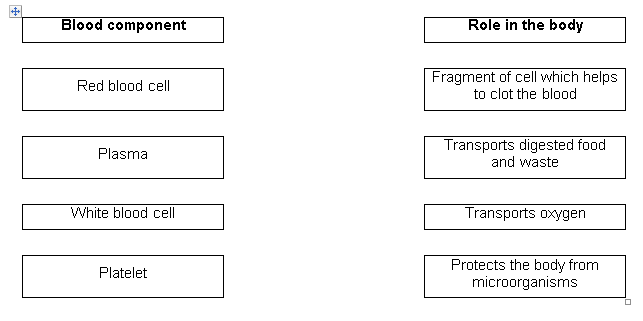 Blood component
Role in the body
Red blood cell
Fragment of cell which helps
to clot the blood
Plasma
Transports digested food
and waste
White blood cell
Transports oxygen
Platelet
Protects the body from
microorganisms